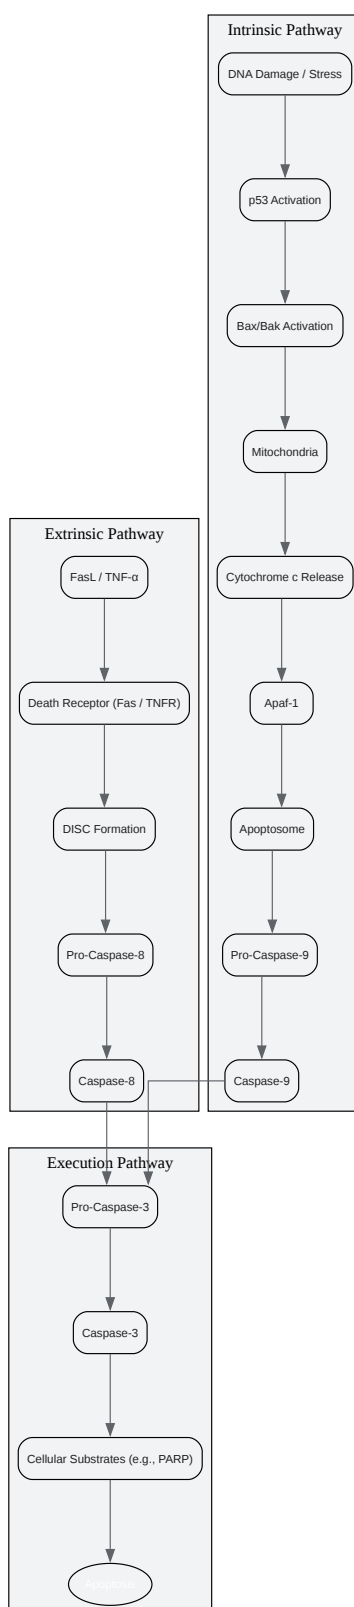 Intrinsic Pathway
DNA Damage / Stress
p53 Activation
Bax/Bak Activation
Mitochondria
Cytochrome c Release
Apaf-1
Apoptosome
Pro-Caspase-9
Caspase-9
Extrinsic Pathway
FasL / TNF-α
Death Receptor (Fas / TNFR)
DISC Formation
Pro-Caspase-8
Caspase-8
Execution Pathway
Pro-Caspase-3
Caspase-3
Cellular Substrates (e.g., PARP)
Apoptosis